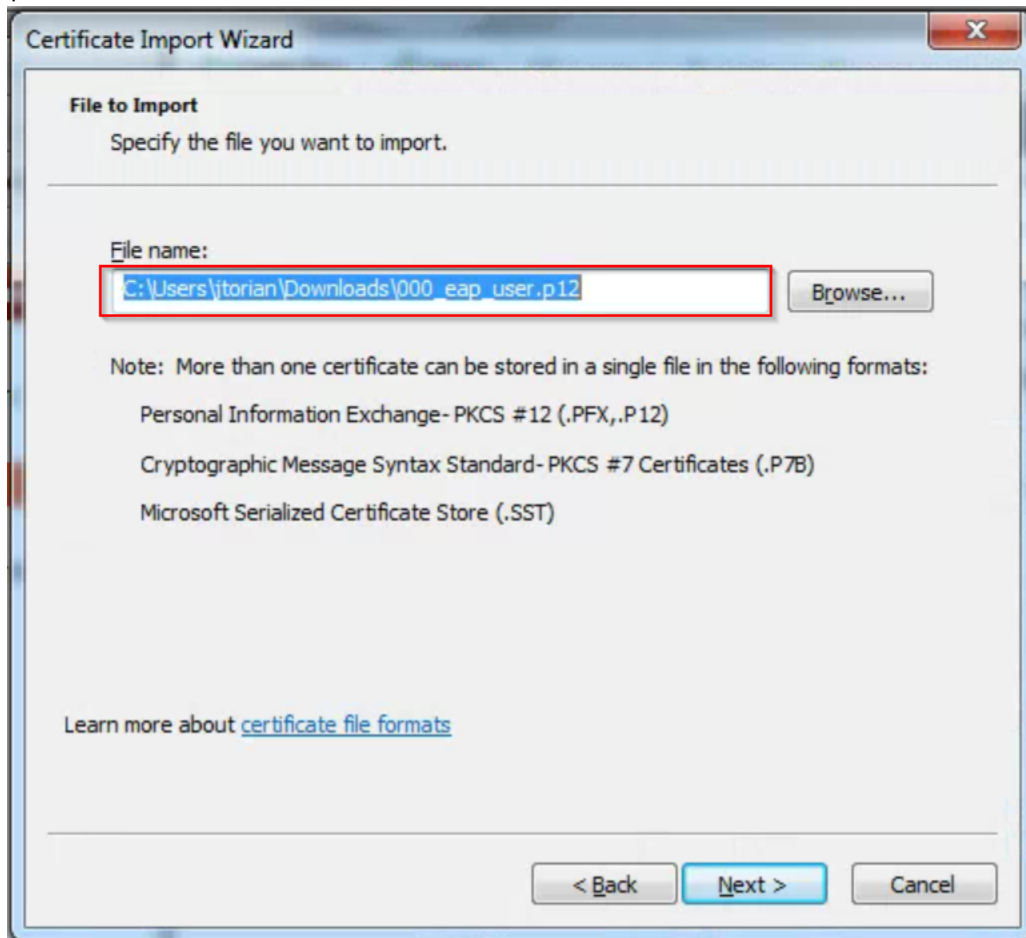 Certificate Import Wizard
File to Import
Specify the file you want to import.
File name:
C:\Users\jtorian\Downloads\000_eap_user.p12
Browse...
Note: More than one certificate can be stored in a single file in the following formats:
Personal Information Exchange- PKCS #12 (.PFX,.P12)
Cryptographic Message Syntax Standard- PKCS #7 Certificates (.P7B)
Microsoft Serialized Certificate Store (.SST)
Learn more about certificate file formats
< Back
Next >
Cancel